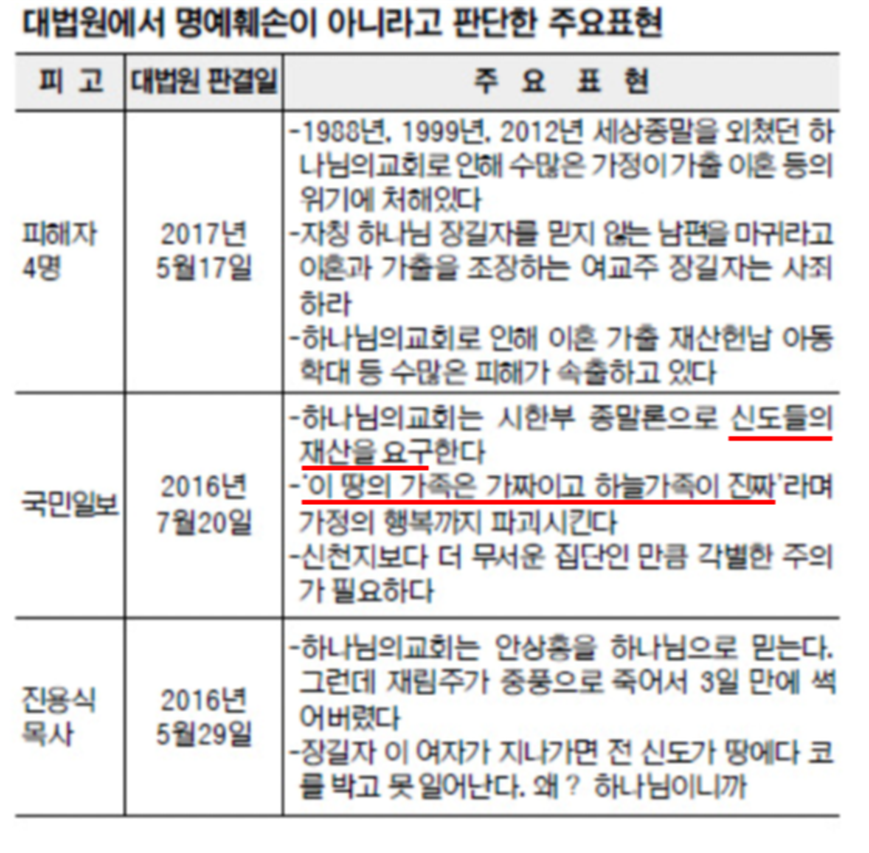 대법원에서 명예훼손이 아니라고 판단한 주요표현
피 고 대법원 판결일 주 요 표 현
피해자
4명
2017년
5월17일
-1988년, 1999년, 2012년 세상종말을 외쳤던 하
나님의교회로 인해 수많은 가정이 가출 이혼 등의
위기에 처해있다
-자칭 하나님 장길자를 믿지 않는 남편을 마귀라고
이혼과 가출을 조장하는 여교주 장길자는 사죄
하라
-하나님의교회로 인해 이혼 가출 재산헌납 아동
학대 등 수많은 피해가 속출하고 있다
국민일보
2016년
7월20일
-하나님의교회는 시한부 종말론으로 신도들의
재산을 요구한다
-'이 땅의 가족은 가짜이고 하늘가족이 진짜'라며
가정의 행복까지 파괴시킨다
-신천지보다 더 무서운 집단인 만큼 각별한 주의
가 필요하다
진용식
목사
2016년
5월29일
-하나님의교회는 안상홍을 하나님으로 믿는다.
그런데 재림주가 중풍으로 죽어서 3일 만에 썩
어버렸다
-장길자 이 여자가 지나가면 전 신도가 땅에다 코
를 박고 못 일어난다. 왜? 하나님이니까